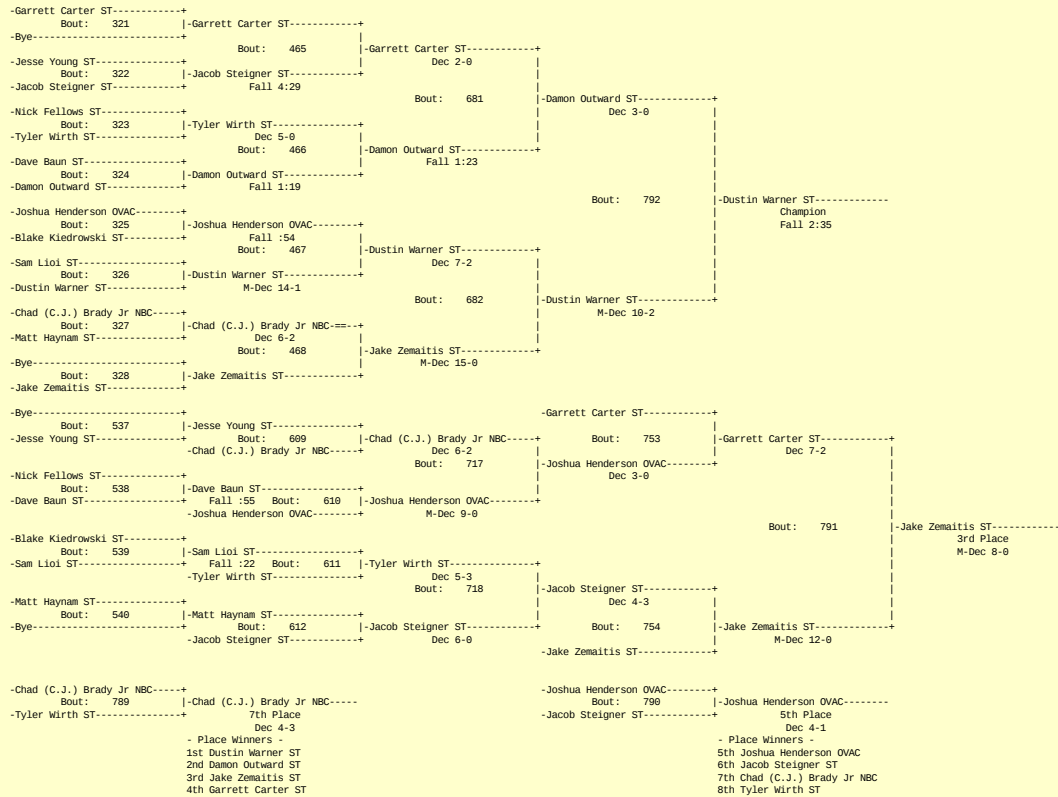 -Garrett Carter ST------------+
Bout: 321 |-Garrett Carter ST------------+
-Bye--------------------------+ |
Bout: 465 |-Garrett Carter ST------------+
-Jesse Young ST---------------+ | Dec 2-0 |
Bout: 322 |-Jacob Steigner ST------------+ |
-Jacob Steigner ST------------+ Fall 4:29 |
Bout: 681 |-Damon Outward ST-------------+
-Nick Fellows ST--------------+ | Dec 3-0 |
Bout: 323 |-Tyler Wirth ST---------------+ | |
-Tyler Wirth ST---------------+ Dec 5-0 | | |
Bout: 466 |-Damon Outward ST-------------+ |
-Dave Baun ST-----------------+ | Fall 1:23 |
Bout: 324 |-Damon Outward ST-------------+ |
-Damon Outward ST-------------+ Fall 1:19 |
Bout: 792 |-Dustin Warner ST-------------
-Joshua Henderson OVAC--------+ | Champion
Bout: 325 |-Joshua Henderson OVAC--------+ | Fall 2:35
-Blake Kiedrowski ST----------+ Fall :54 | |
Bout: 467 |-Dustin Warner ST-------------+ |
-Sam Lioi ST------------------+ | Dec 7-2 | |
Bout: 326 |-Dustin Warner ST-------------+ | |
-Dustin Warner ST-------------+ M-Dec 14-1 | |
Bout: 682 |-Dustin Warner ST-------------+
-Chad (C.J.) Brady Jr NBC-----+ | M-Dec 10-2
Bout: 327 |-Chad (C.J.) Brady Jr NBC-==--+ |
-Matt Haynam ST---------------+ Dec 6-2 | |
Bout: 468 |-Jake Zemaitis ST-------------+
-Bye--------------------------+ | M-Dec 15-0
Bout: 328 |-Jake Zemaitis ST-------------+
-Jake Zemaitis ST-------------+
-Bye--------------------------+ -Garrett Carter ST------------+
Bout: 537 |-Jesse Young ST---------------+ |
-Jesse Young ST---------------+ Bout: 609 |-Chad (C.J.) Brady Jr NBC-----+ Bout: 753 |-Garrett Carter ST------------+
-Chad (C.J.) Brady Jr NBC-----+ Dec 6-2 | | Dec 7-2 |
Bout: 717 |-Joshua Henderson OVAC--------+ |
-Nick Fellows ST--------------+ | Dec 3-0 |
Bout: 538 |-Dave Baun ST-----------------+ | |
-Dave Baun ST-----------------+ Fall :55 Bout: 610 |-Joshua Henderson OVAC--------+ |
-Joshua Henderson OVAC--------+ M-Dec 9-0 |
Bout: 791 |-Jake Zemaitis ST------------
-Blake Kiedrowski ST----------+ | 3rd Place
Bout: 539 |-Sam Lioi ST------------------+ | M-Dec 8-0
-Sam Lioi ST------------------+ Fall :22 Bout: 611 |-Tyler Wirth ST---------------+ |
-Tyler Wirth ST---------------+ Dec 5-3 | |
Bout: 718 |-Jacob Steigner ST------------+ |
-Matt Haynam ST---------------+ | Dec 4-3 | |
Bout: 540 |-Matt Haynam ST---------------+ | | |
-Bye--------------------------+ Bout: 612 |-Jacob Steigner ST------------+ Bout: 754 |-Jake Zemaitis ST-------------+
-Jacob Steigner ST------------+ Dec 6-0 | M-Dec 12-0
-Jake Zemaitis ST-------------+
-Chad (C.J.) Brady Jr NBC-----+ -Joshua Henderson OVAC--------+
Bout: 789 |-Chad (C.J.) Brady Jr NBC----- Bout: 790 |-Joshua Henderson OVAC--------
-Tyler Wirth ST---------------+ 7th Place -Jacob Steigner ST------------+ 5th Place
Dec 4-3 Dec 4-1
- Place Winners - - Place Winners -
1st Dustin Warner ST 5th Joshua Henderson OVAC
2nd Damon Outward ST 6th Jacob Steigner ST
3rd Jake Zemaitis ST 7th Chad (C.J.) Brady Jr NBC
4th Garrett Carter ST 8th Tyler Wirth ST